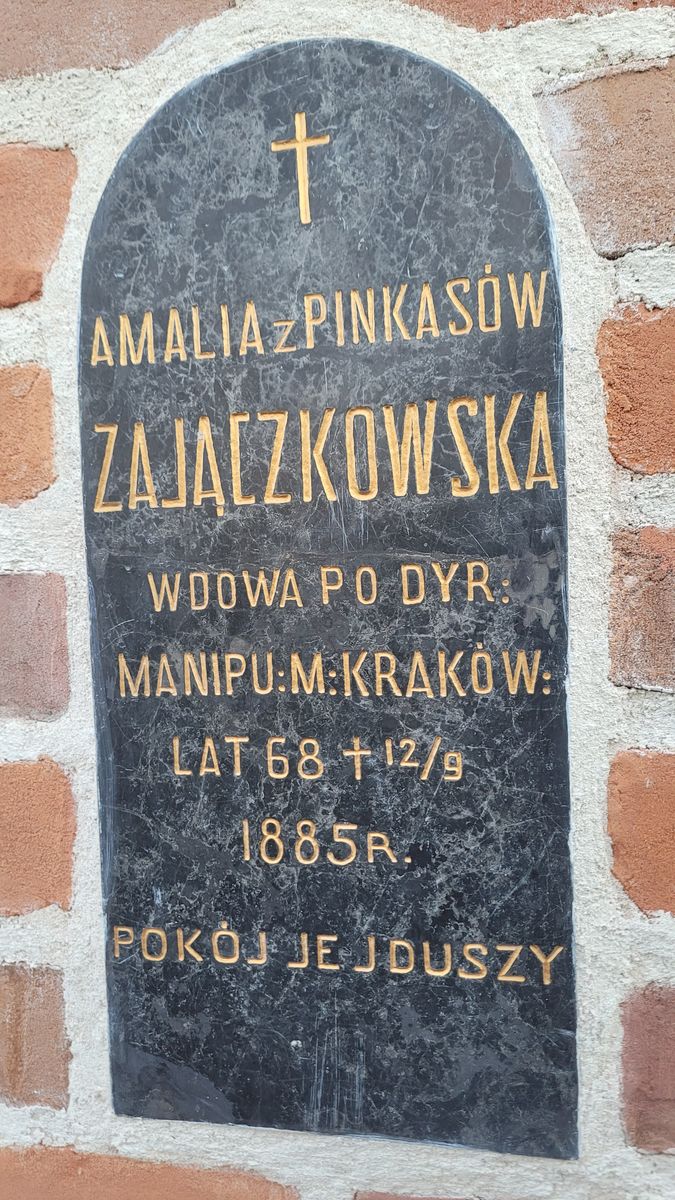 AMALIA z PINKASÓW
ZAJĄCZKOWSKA
WDOWA PO DYR:
MANIPU: M: KRAKÓW:
LAT 68 ✝ 12/9
1885 R.
POKÓJ JEJ DUSZY